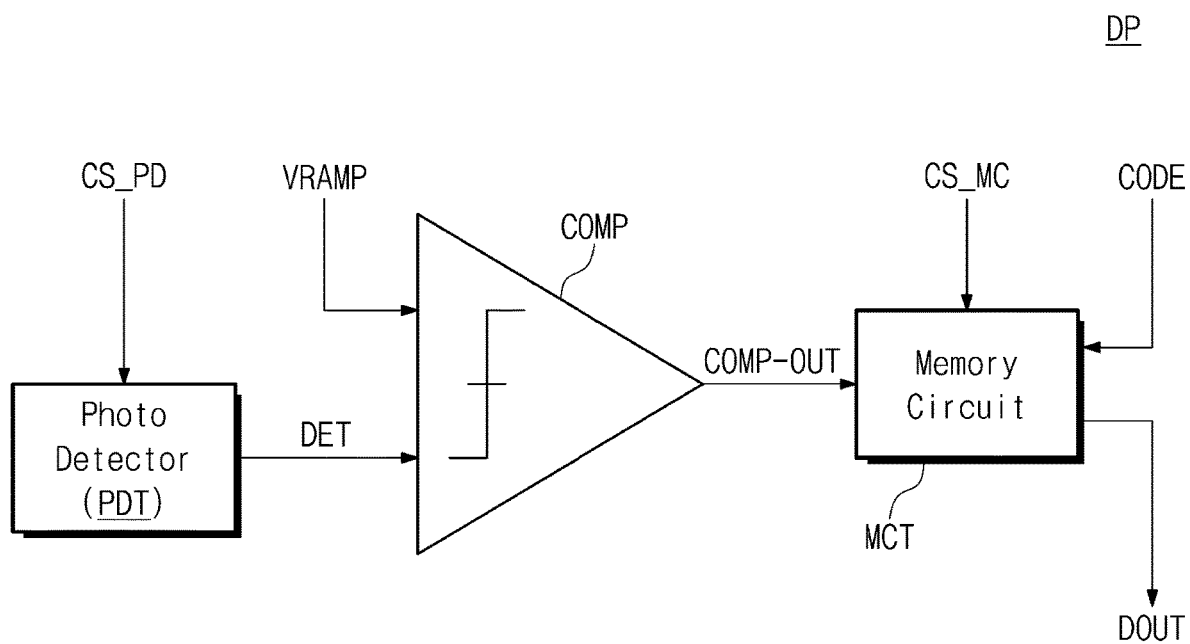 DP
CS_PD
VRAMP
COMP
CS_MC
CODE
Photo
Detector
(PDT)
DET
COMP-OUT
Memory
Circuit
MCT
DOUT